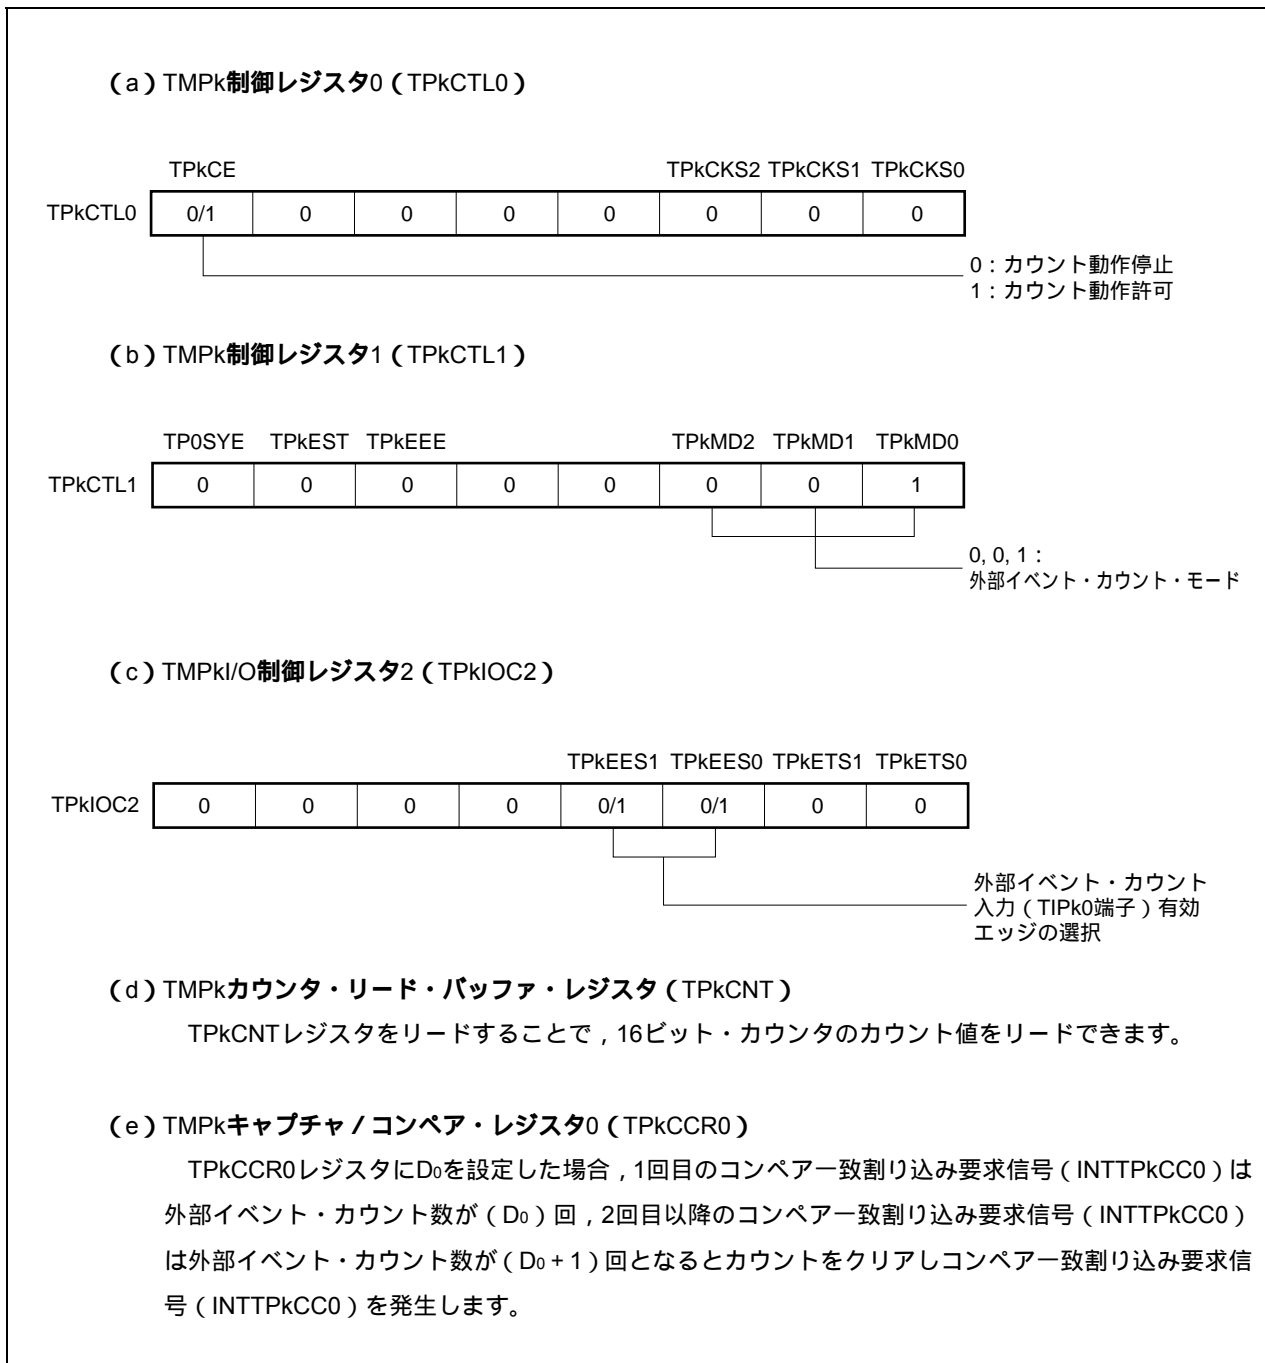 (a)TMPk制御レジスタ0(TPkCTL0)
TPkCE TPkCKS2 TPkCKS1 TPkCKS0
TPkCTL0 0/1 0 0 0 0 0 0 0
0:カウント動作停止
1:カウント動作許可
(b)TMPk制御レジスタ1(TPkCTL1)
TP0SYE TPkEST TPkEEE TPkMD2 TPkMD1 TPkMD0
TPkCTL1 0 0 0 0 0 0 0 1
0, 0, 1:
外部イベント・カウント・モード
(c)TMPkI/O制御レジスタ2(TPkIOC2)
TPkEES1 TPkEES0 TPkETS1 TPkETS0
TPkIOC2 0 0 0 0 0/1 0/1 0 0
外部イベント・カウント
入力(TIPk0端子)有効
エッジの選択
(d)TMPkカウンタ・リード・バッファ・レジスタ(TPkCNT)
TPkCNTレジスタをリードすることで,16ビット・カウンタのカウント値をリードできます。
(e)TMPkキャプチャ/コンペア・レジスタ0(TPkCCR0)
TPkCCR0レジスタにD0を設定した場合,1回目のコンペア一致割り込み要求信号(INTTPkCC0)は
外部イベント・カウント数が(D0)回,2回目以降のコンペア一致割り込み要求信号(INTTPkCC0)
は外部イベント・カウント数が(D0+1)回となるとカウントをクリアしコンペア一致割り込み要求信
号(INTTPkCC0)を発生します。